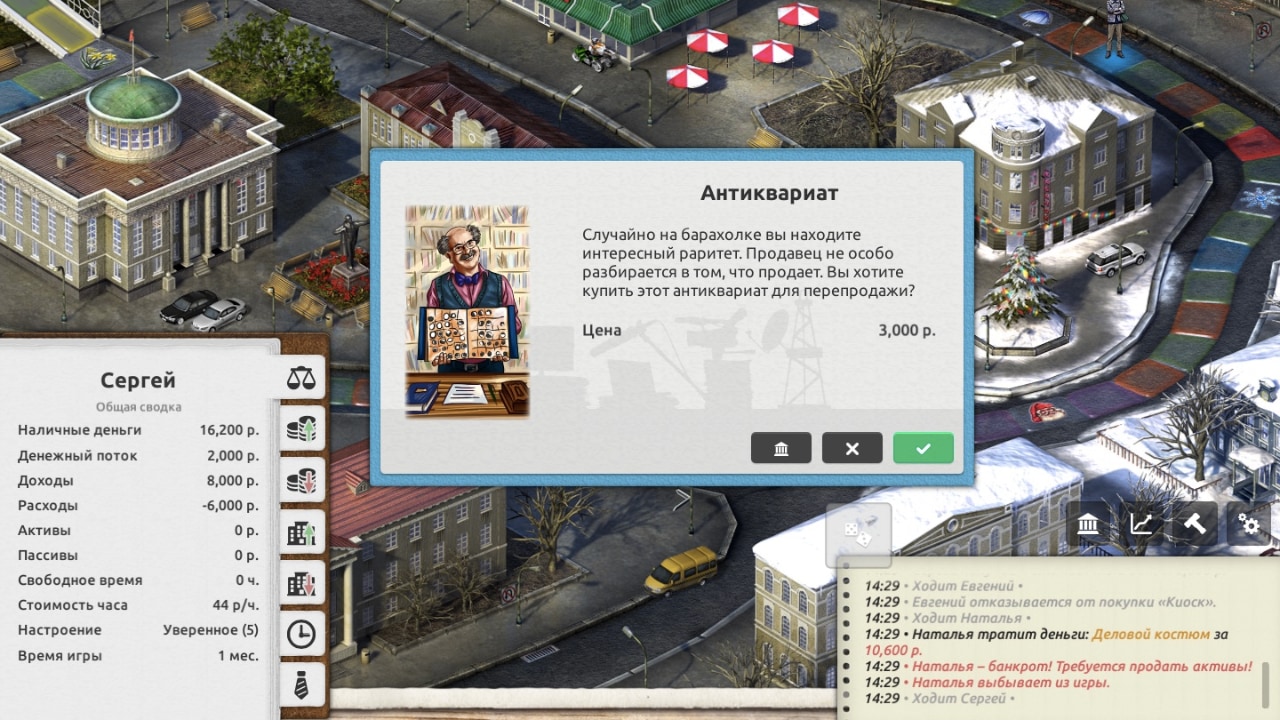 Антиквариат
Случайно на барахолке вы находите
интересный раритет. Продавец не особо
разбирается в том, что продает. Вы хотите
купить этот антиквариат для перепродажи?
Цена 3,000 р.
Сергей
Общая сводка
Наличные деньги 16,200 р.
Денежный поток 2,000 р.
Доходы 8,000 р.
Расходы -6,000 р.
Активы 0 р.
Пассивы 0 р.
Свободное время 0 ч.
Стоимость часа 44 р/ч.
Настроение Уверенное (5)
Время игры 1 мес.
14:29 • Ходит Евгений •
14:29 • Евгений отказывается от покупки «Киоск».
14:29 • Ходит Наталья •
14:29 • Наталья тратит деньги: Деловой костюм за
10,600 р.
14:29 • Наталья – банкрот! Требуется продать активы!
14:29 • Наталья выбывает из игры.
14:29 • Ходит Сергей •